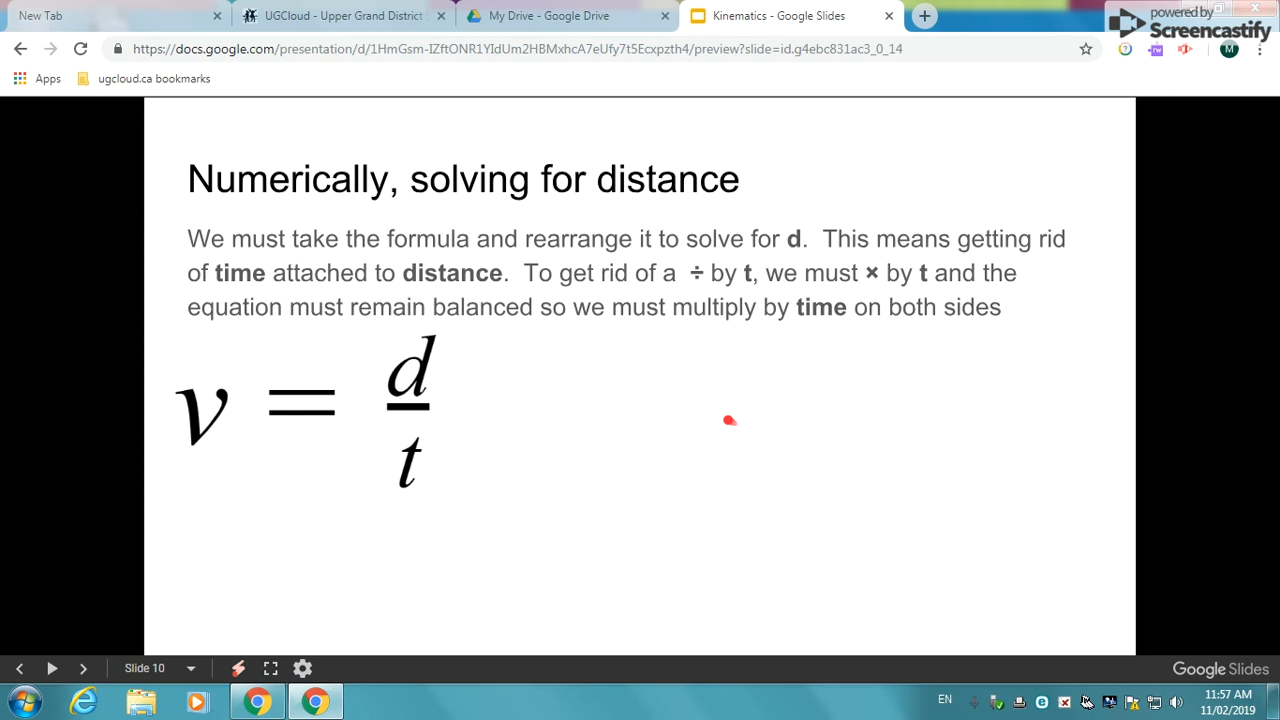 New Tab
UGCloud - Upper Grand District
My Drive - Google Drive
Kinematics - Google Slides
powered by
Screencastify
https://docs.google.com/presentation/d/1HmGsm-IZftONR1YIdUm2HBMxhcA7eUfy7t5Ecxpzth4/preview?slide=id.g4ebc831ac3_0_14
M
Apps
ugcloud.ca bookmarks
Numerically, solving for distance
We must take the formula and rearrange it to solve for d. This means getting rid
of time attached to distance. To get rid of a ÷ by t, we must × by t and the
equation must remain balanced so we must multiply by time on both sides
v = d
t
Slide 10
Google Slides
EN
11:57 AM
11/02/2019